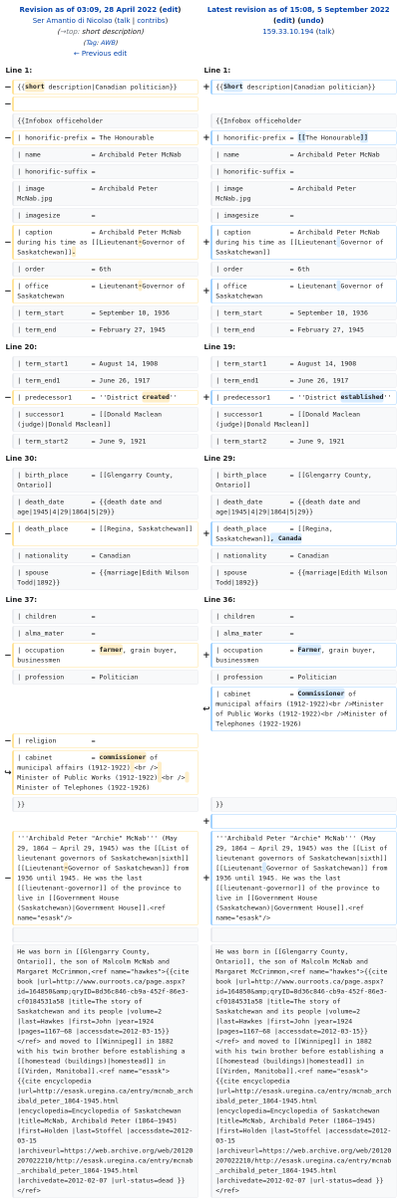 Revision as of 03:09, 28 April 2022 (edit)
Ser Amantio di Nicolao (talk | contribs)
(→top: short description)
(Tag: AWB)
← Previous edit
Latest revision as of 15:08, 5 September 2022
(edit) (undo)
159.33.10.194 (talk)
Line 1:
Line 1:
− {{short description|Canadian politician}}
+ {{Short description|Canadian politician}}
−
{{Infobox officeholder
{{Infobox officeholder
− | honorific-prefix = The Honourable
+ | honorific-prefix = [[The Honourable]]
| name = Archibald Peter McNab
| name = Archibald Peter McNab
| honorific-suffix =
| honorific-suffix =
| image = Archibald Peter
McNab.jpg
| image = Archibald Peter
McNab.jpg
| imagesize =
| imagesize =
− | caption = Archibald Peter McNab
during his time as [[Lieutenant-Governor of
Saskatchewan]].
+ | caption = Archibald Peter McNab
during his time as [[Lieutenant Governor of
Saskatchewan]]
| order = 6th
| order = 6th
− | office = Lieutenant-Governor of
Saskatchewan
+ | office = Lieutenant Governor of
Saskatchewan
| term_start = September 10, 1936
| term_start = September 10, 1936
| term_end = February 27, 1945
| term_end = February 27, 1945
Line 20:
Line 19:
| term_start1 = August 14, 1908
| term_start1 = August 14, 1908
| term_end1 = June 26, 1917
| term_end1 = June 26, 1917
− | predecessor1 = ''District created''
+ | predecessor1 = ''District established''
| successor1 = [[Donald Maclean
(judge)|Donald Maclean]]
| successor1 = [[Donald Maclean
(judge)|Donald Maclean]]
| term_start2 = June 9, 1921
| term_start2 = June 9, 1921
Line 30:
Line 29:
| birth_place = [[Glengarry County,
Ontario]]
| birth_place = [[Glengarry County,
Ontario]]
| death_date = {{death date and
age|1945|4|29|1864|5|29}}
| death_date = {{death date and
age|1945|4|29|1864|5|29}}
− | death_place = [[Regina, Saskatchewan]]
+ | death_place = [[Regina,
Saskatchewan]], Canada
| nationality = Canadian
| nationality = Canadian
| spouse = {{marriage|Edith Wilson
Todd|1892}}
| spouse = {{marriage|Edith Wilson
Todd|1892}}
Line 37:
Line 36:
| children =
| children =
| alma_mater =
| alma_mater =
− | occupation = farmer, grain buyer,
businessmen
+ | occupation = Farmer, grain buyer,
businessmen
| profession = Politician
| profession = Politician
| cabinet = Commissioner of
municipal affairs (1912-1922)<br />Minister
of Public Works (1912-1922)<br />Minister of
Telephones (1922-1926)
− | religion =
| cabinet = commissioner of
municipal affairs (1912-1922) <br />
Minister of Public Works (1912-1922) <br />
Minister of Telephones (1922-1926)
}}
}}
+
− '''Archibald Peter "Archie" McNab''' (May
29, 1864 – April 29, 1945) was the [[List of
lieutenant governors of Saskatchewan|sixth]]
[[Lieutenant-Governor of Saskatchewan]] from
1936 until 1945. He was the last
[[lieutenant-governor]] of the province to
live in [[Government House
(Saskatchewan)|Government House]].<ref
name="esask"/>
+ '''Archibald Peter "Archie" McNab''' (May
29, 1864 – April 29, 1945) was the [[List of
lieutenant governors of Saskatchewan|sixth]]
[[Lieutenant Governor of Saskatchewan]] from
1936 until 1945. He was the last
[[lieutenant-governor]] of the province to
live in [[Government House
(Saskatchewan)|Government House]].<ref
name="esask"/>
He was born in [[Glengarry County,
Ontario]], the son of Malcolm McNab and
Margaret McCrimmon,<ref name="hawkes">{{cite
book |url=http://www.ourroots.ca/page.aspx?
id=164850&amp;qryID=8d36c846-cb9a-452f-86e3-
cf0184531a58 |title=The story of
Saskatchewan and its people |volume=2
|last=Hawkes |first=John |year=1924
|pages=1167–68 |accessdate=2012-03-15}}
</ref> and moved to [[Winnipeg]] in 1882
with his twin brother before establishing a
[[homestead (buildings)|homestead]] in
[[Virden, Manitoba]].<ref name="esask">
{{cite encyclopedia
|url=http://esask.uregina.ca/entry/mcnab_arch
ibald_peter_1864-1945.html
|encyclopedia=Encyclopedia of Saskatchewan
|title=McNab, Archibald Peter (1864–1945)
|first=Holden |last=Stoffel |accessdate=2012-
03-15
|archiveurl=https://web.archive.org/web/20120
207022218/http://esask.uregina.ca/entry/mcnab
_archibald_peter_1864-1945.html
|archivedate=2012-02-07 |url-status=dead }}
</ref>
He was born in [[Glengarry County,
Ontario]], the son of Malcolm McNab and
Margaret McCrimmon,<ref name="hawkes">{{cite
book |url=http://www.ourroots.ca/page.aspx?
id=164850&amp;qryID=8d36c846-cb9a-452f-86e3-
cf0184531a58 |title=The story of
Saskatchewan and its people |volume=2
|last=Hawkes |first=John |year=1924
|pages=1167–68 |accessdate=2012-03-15}}
</ref> and moved to [[Winnipeg]] in 1882
with his twin brother before establishing a
[[homestead (buildings)|homestead]] in
[[Virden, Manitoba]].<ref name="esask">
{{cite encyclopedia
|url=http://esask.uregina.ca/entry/mcnab_arch
ibald_peter_1864-1945.html
|encyclopedia=Encyclopedia of Saskatchewan
|title=McNab, Archibald Peter (1864–1945)
|first=Holden |last=Stoffel |accessdate=2012-
03-15
|archiveurl=https://web.archive.org/web/20120
207022218/http://esask.uregina.ca/entry/mcnab
_archibald_peter_1864-1945.html
|archivedate=2012-02-07 |url-status=dead }}
</ref>